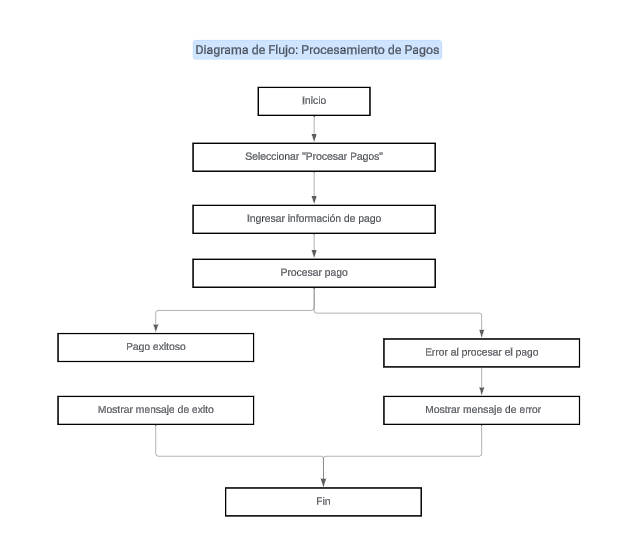 Diagrama de Flujo: Procesamiento de Pagos
Inicio
Seleccionar "Procesar Pagos"
Ingresar información de pago
Procesar pago
Pago exitoso
Error al procesar el pago
Mostrar mensaje de exito
Mostrar mensaje de error
Fin